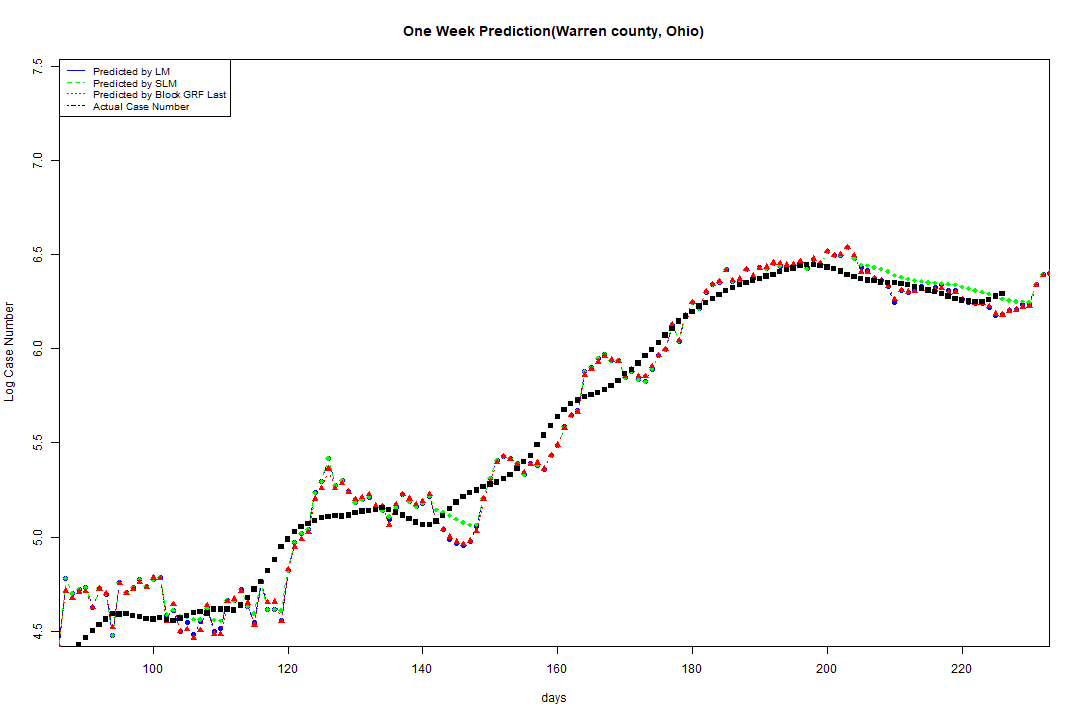 One Week Prediction(Warren county, Ohio)
7.5
7.0
6.5
6.0
5.5
5.0
4.5
Log Case Number
Predicted by LM
Predicted by SLM
Predicted by Block GRF Last
Actual Case Number
100 120 140 160 180 200 220
days